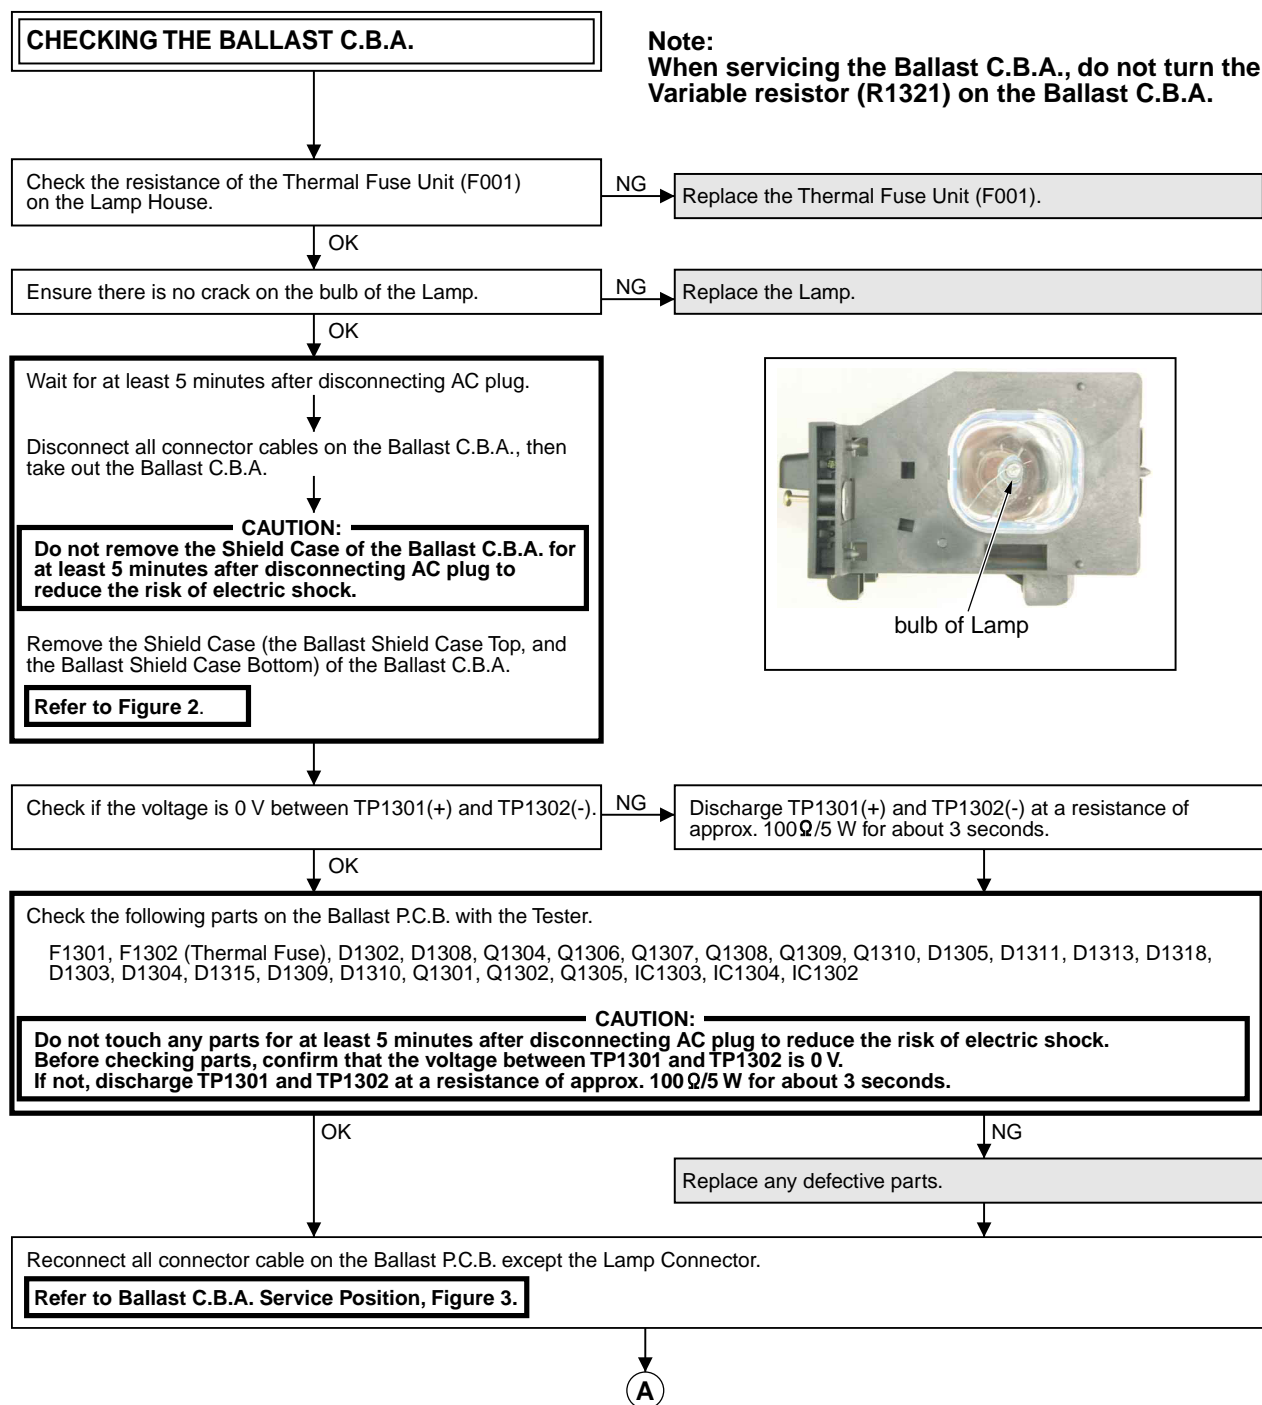 CHECKING THE BALLAST C.B.A.
Note:
When servicing the Ballast C.B.A., do not turn the
Variable resistor (R1321) on the Ballast C.B.A.
Check the resistance of the Thermal Fuse Unit (F001)
on the Lamp House.
NG
Replace the Thermal Fuse Unit (F001).
OK
Ensure there is no crack on the bulb of the Lamp.
NG
Replace the Lamp.
OK
Wait for at least 5 minutes after disconnecting AC plug.
Disconnect all connector cables on the Ballast C.B.A., then
take out the Ballast C.B.A.
CAUTION:
Do not remove the Shield Case of the Ballast C.B.A. for
at least 5 minutes after disconnecting AC plug to
reduce the risk of electric shock.
Remove the Shield Case (the Ballast Shield Case Top, and
the Ballast Shield Case Bottom) of the Ballast C.B.A.
Refer to Figure 2.
bulb of Lamp
Check if the voltage is 0 V between TP1301(+) and TP1302(-).
NG
Discharge TP1301(+) and TP1302(-) at a resistance of
approx. 100Ω/5 W for about 3 seconds.
OK
Check the following parts on the Ballast P.C.B. with the Tester.
F1301, F1302 (Thermal Fuse), D1302, D1308, Q1304, Q1306, Q1307, Q1308, Q1309, Q1310, D1305, D1311, D1313, D1318,
D1303, D1304, D1315, D1309, D1310, Q1301, Q1302, Q1305, IC1303, IC1304, IC1302
CAUTION:
Do not touch any parts for at least 5 minutes after disconnecting AC plug to reduce the risk of electric shock.
Before checking parts, confirm that the voltage between TP1301 and TP1302 is 0 V.
If not, discharge TP1301 and TP1302 at a resistance of approx. 100Ω/5 W for about 3 seconds.
OK
NG
Replace any defective parts.
Reconnect all connector cable on the Ballast P.C.B. except the Lamp Connector.
Refer to Ballast C.B.A. Service Position, Figure 3.
A